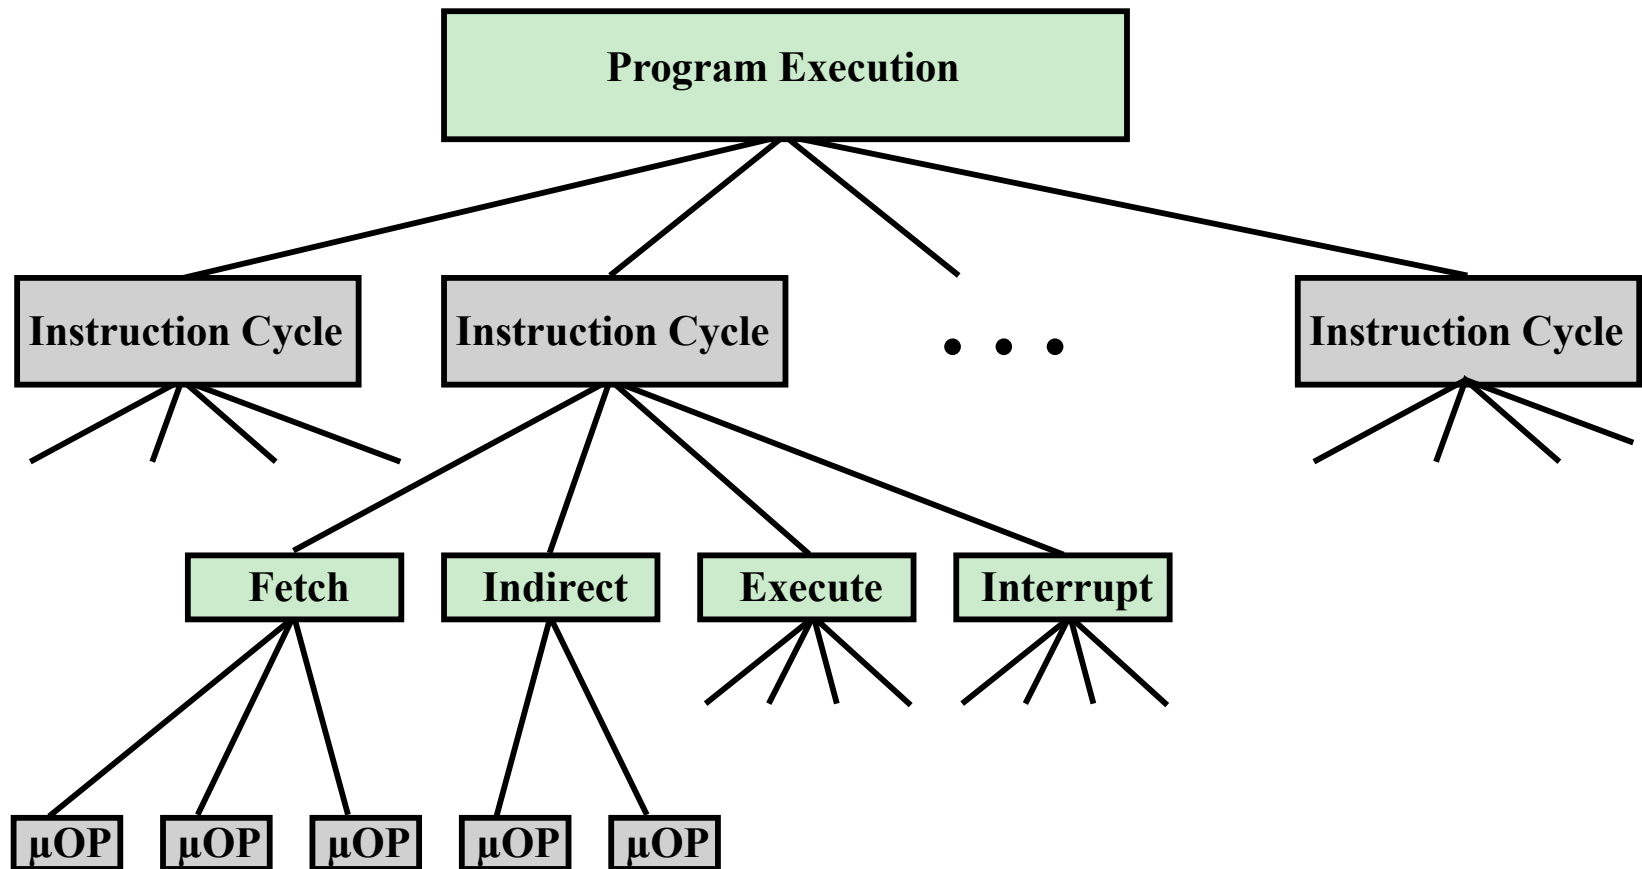 Program Execution
Instruction Cycle
Instruction Cycle
• • •
Instruction Cycle
Fetch
Indirect
Execute
Interrupt
μOP
μOP
μOP
μOP
μOP